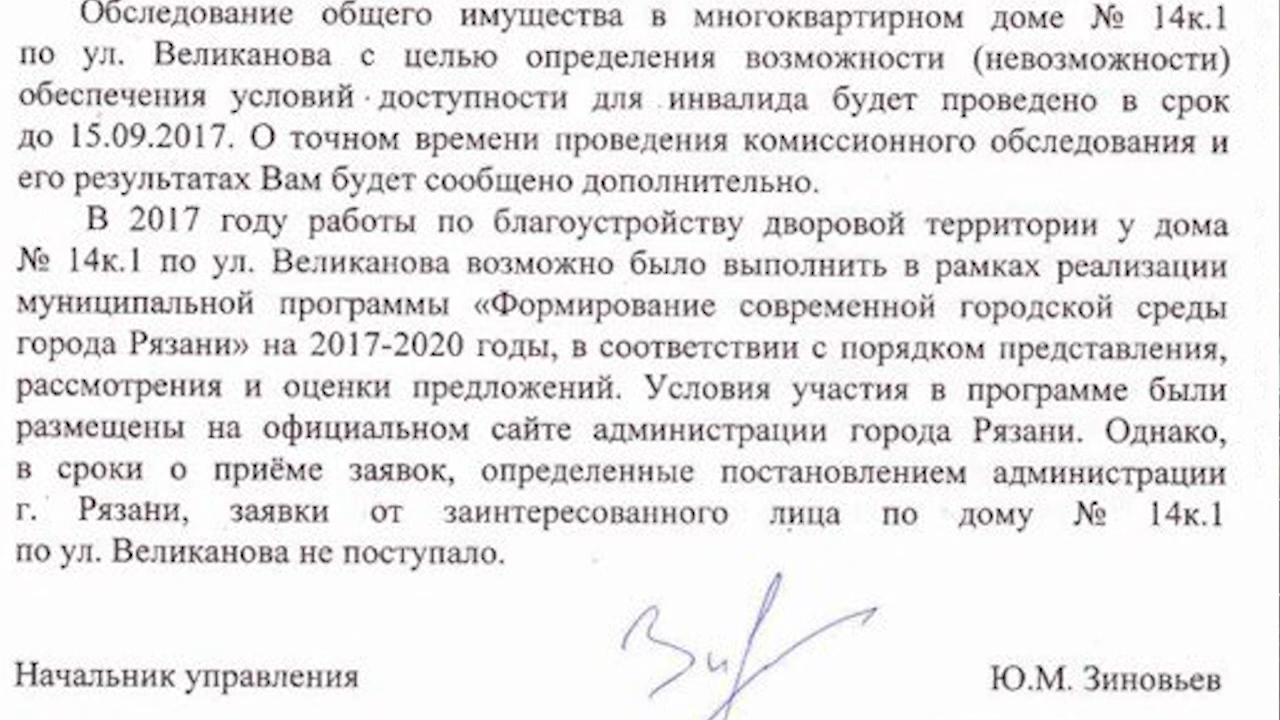 Обследование общего имущества в многоквартирном доме № 14к.1
по ул. Великанова с целью определения возможности (невозможности)
обеспечения условий доступности для инвалида будет проведено в срок
до 15.09.2017. О точном времени проведения комиссионного обследования и
его результатах Вам будет сообщено дополнительно.
В 2017 году работы по благоустройству дворовой территории у дома
№ 14к.1 по ул. Великанова возможно было выполнить в рамках реализации
муниципальной программы «Формирование современной городской среды
города Рязани» на 2017-2020 годы, в соответствии с порядком представления,
рассмотрения и оценки предложений. Условия участия в программе были
размещены на официальном сайте администрации города Рязани. Однако,
в сроки о приёме заявок, определенные постановлением администрации
г. Рязани, заявки от заинтересованного лица по дому № 14к.1
по ул. Великанова не поступало.
Начальник управления Ю.М. Зиновьев